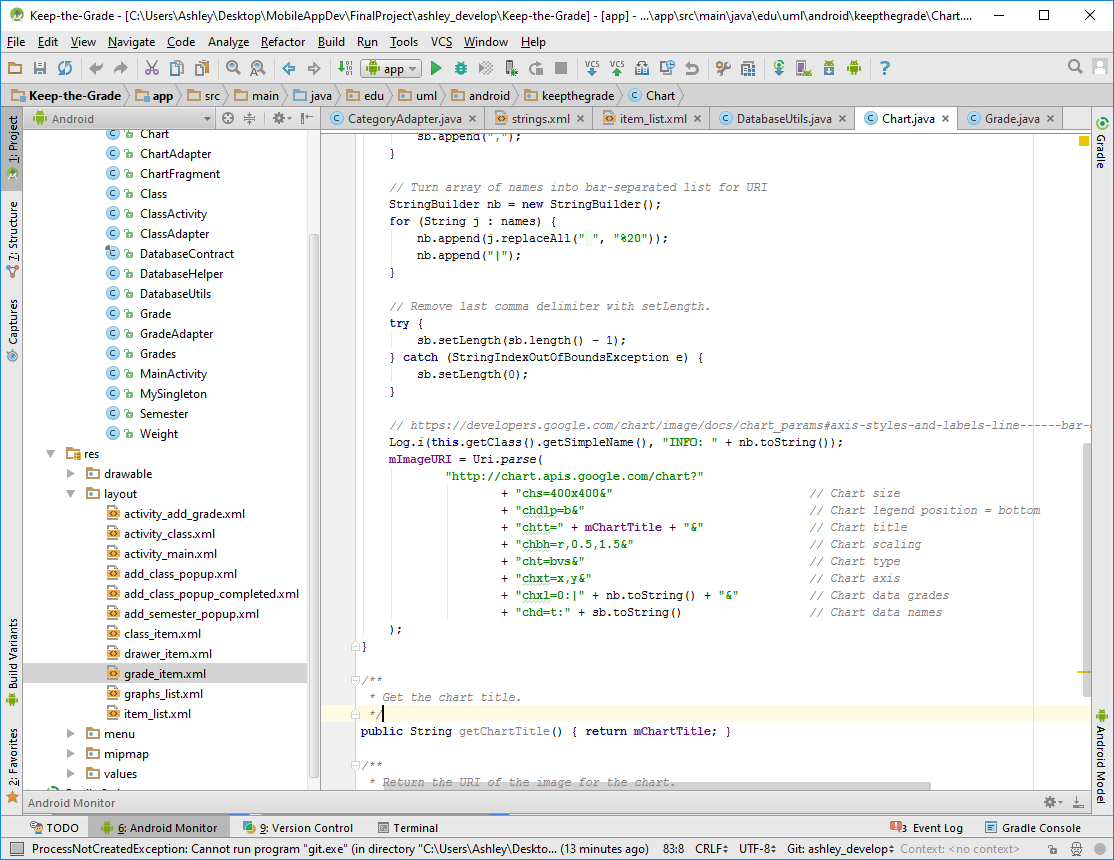 Keep-the-Grade - [C:\Users\Ashley\Desktop\MobileAppDev\FinalProject\ashley_develop\Keep-the-Grade] - [app] - ...\app\src\main\java\edu\uml\android\keepthegrade\Chart....
File Edit View Navigate Code Analyze Refactor Build Run Tools VCS Window Help
app VCS VCS ?
Keep-the-Grade app src main java edu uml android keepthegrade Chart
Android
CategoryAdapter.java strings.xml item_list.xml DatabaseUtils.java Chart.java Grade.java
1: Project
7: Structure
Captures
Build Variants
2: Favorites
Chart
ChartAdapter
ChartFragment
Class
ClassActivity
ClassAdapter
DatabaseContract
DatabaseHelper
DatabaseUtils
Grade
GradeAdapter
Grades
MainActivity
MySingleton
Semester
Weight
res
drawable
layout
activity_add_grade.xml
activity_class.xml
activity_main.xml
add_class_popup.xml
add_class_popup_completed.xml
add_semester_popup.xml
class_item.xml
drawer_item.xml
grade_item.xml
graphs_list.xml
item_list.xml
menu
mipmap
values
sb.append(",");
}
// Turn array of names into bar-separated list for URI
StringBuilder nb = new StringBuilder();
for (String j : names) {
nb.append(j.replaceAll(" ", "%20"));
nb.append("|");
}
// Remove last comma delimiter with setLength.
try {
sb.setLength(sb.length() - 1);
} catch (StringIndexOutOfBoundsException e) {
sb.setLength(0);
}
// https://developers.google.com/chart/image/docs/chart_params#axis-styles-and-labels-line------bar-
Log.i(this.getClass().getSimpleName(), "INFO: " + nb.toString());
mImageURI = Uri.parse(
"http://chart.apis.google.com/chart?"
+ "chs=400x400&" // Chart size
+ "chdlp=b&" // Chart legend position = bottom
+ "chtt=" + mChartTitle + "&" // Chart title
+ "chbh=r,0.5,1.5&" // Chart scaling
+ "cht=bvs&" // Chart type
+ "chxt=x,y&" // Chart axis
+ "chxl=0:|" + nb.toString() + "&" // Chart data grades
+ "chd=t:" + sb.toString() // Chart data names
);
}
/**
* Get the chart title.
*/
public String getChartTitle() { return mChartTitle; }
/**
* Return the URI of the image for the chart.
Gradle
Android Model
Android Monitor
TODO 6: Android Monitor 9: Version Control Terminal 3 Event Log Gradle Console
ProcessNotCreatedException: Cannot run program "git.exe" (in directory "C:\Users\Ashley\Deskto... (13 minutes ago) 83:8 CRLF UTF-8 Git: ashley_develop Context: <no context>